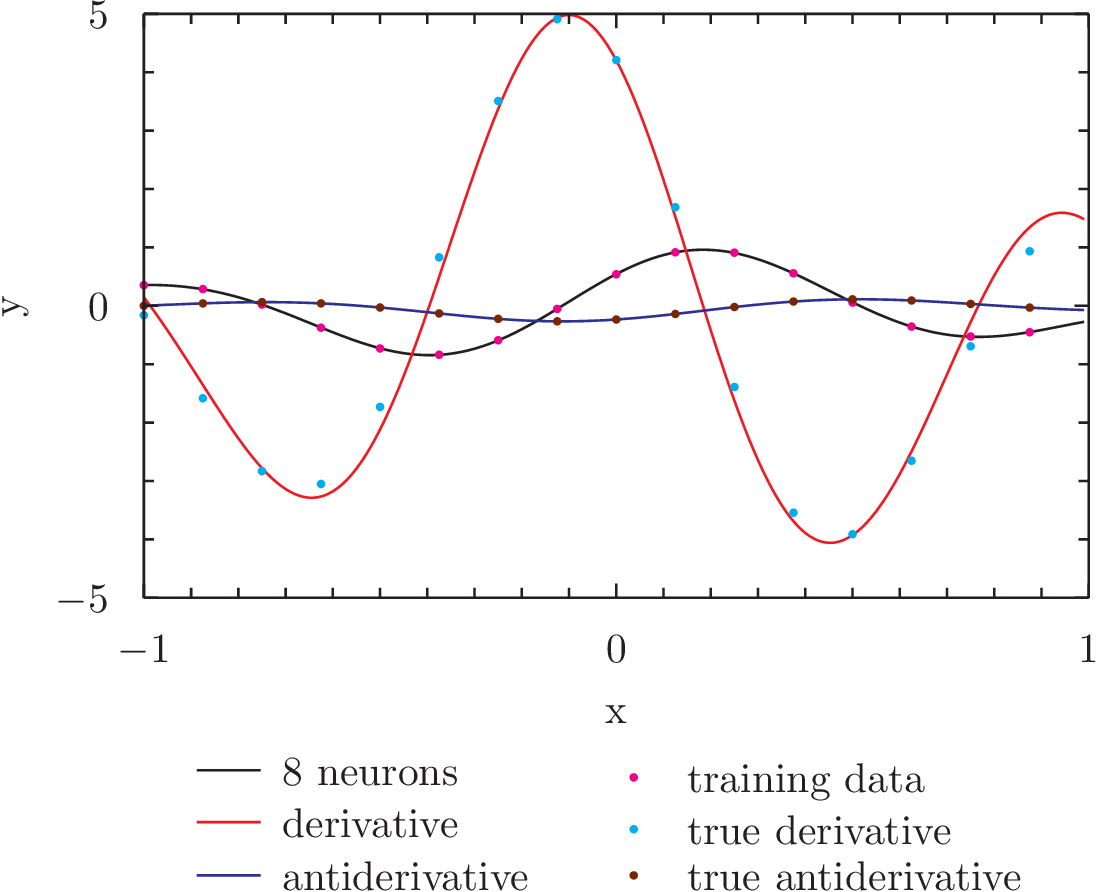 5
y
0
−5
−1
0
1
x
8 neurons
training data
derivative
true derivative
antiderivative
true antiderivative